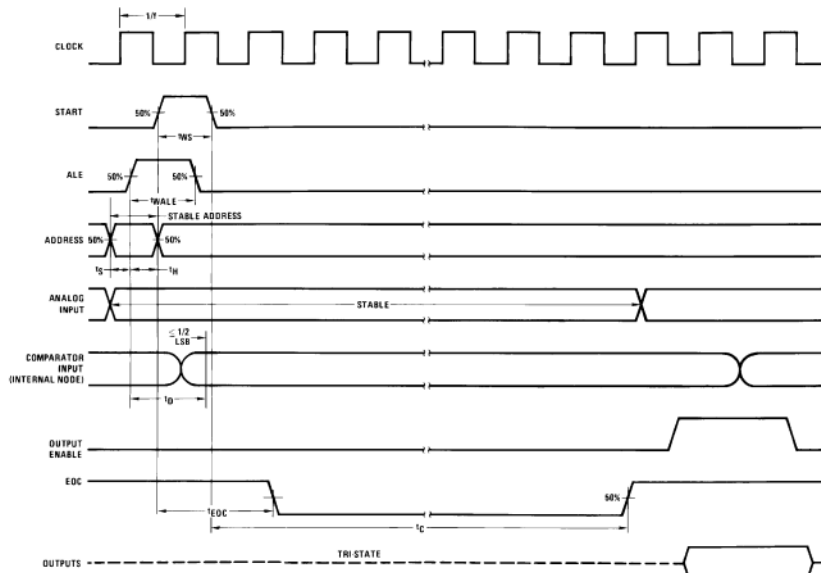 1/f
CLOCK
START
50%
50%
tWS
ALE
50%
50%
tWALE
STABLE ADDRESS
ADDRESS
50%
50%
tS
tH
ANALOG
INPUT
STABLE
≤ 1/2
LSB
COMPARATOR
INPUT
(INTERNAL NODE)
tD
OUTPUT
ENABLE
EOC
50%
tEOC
tC
TRI-STATE
OUTPUTS